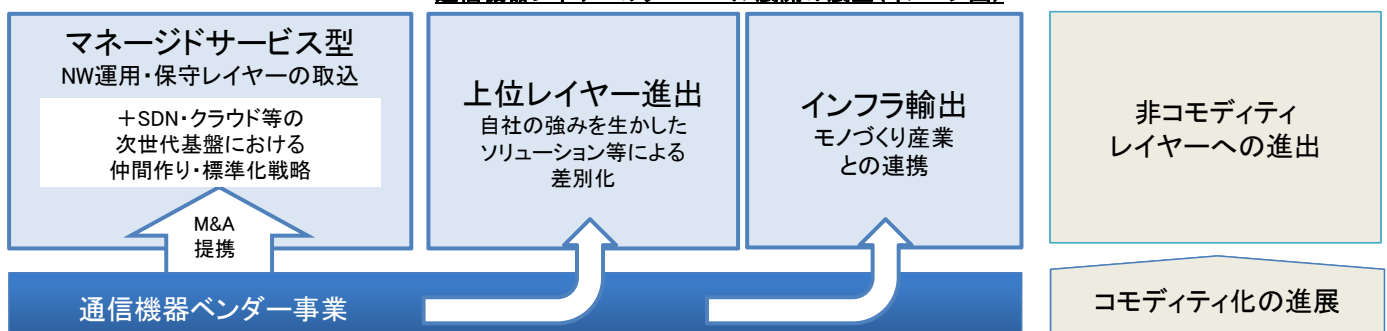 マネージドサービス型
NW運用・保守レイヤーの取込
＋SDN・クラウド等の
次世代基盤における
仲間作り・標準化戦略
M&A
提携
上位レイヤー進出
自社の強みを生かした
ソリューション等による
差別化
インフラ輸出
モノづくり産業
との連携
非コモディティ
レイヤーへの進出
通信機器ベンダー事業
コモディティ化の進展